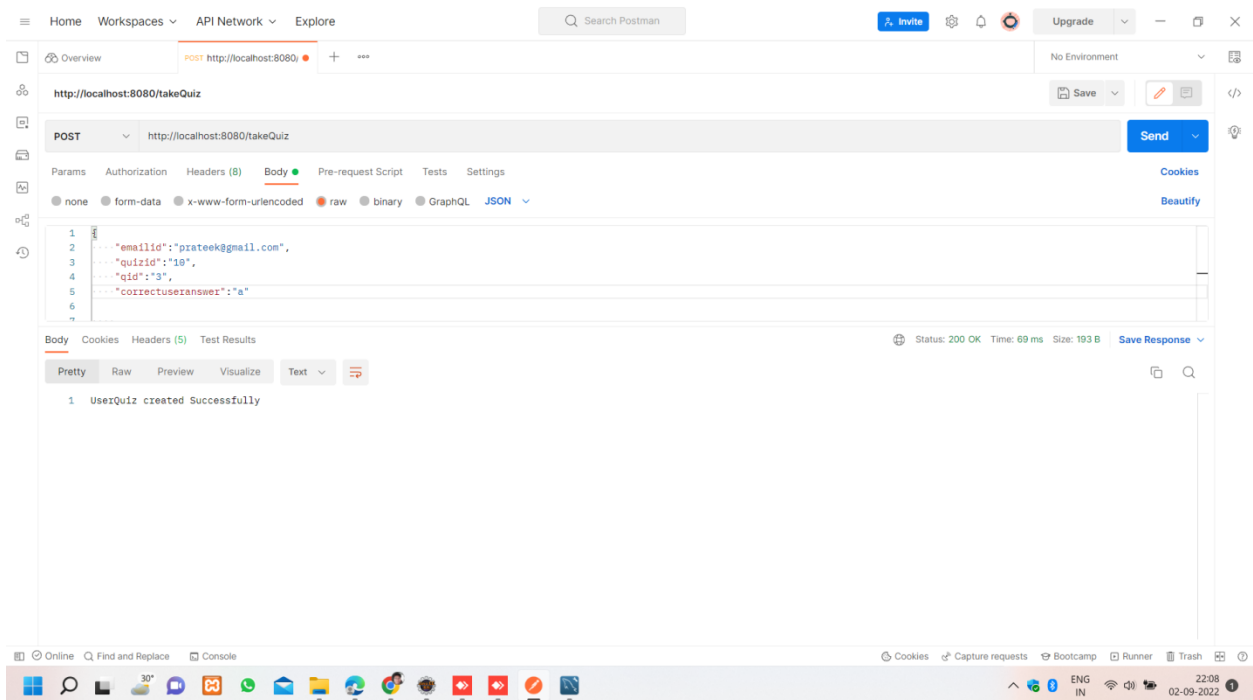 Home Workspaces API Network Explore Search Postman Invite Upgrade
Overview POST http://localhost:8080/ No Environment
http://localhost:8080/takeQuiz Save
POST http://localhost:8080/takeQuiz Send
Params Authorization Headers (8) Body Pre-request Script Tests Settings Cookies
none form-data x-www-form-urlencoded raw binary GraphQL JSON Beautify
1 {
2 "emailid":"prateek@gmail.com",
3 "quizid":"10",
4 "qid":"3",
5 "correctuseranswer":"a"
6
7
Body Cookies Headers (5) Test Results Status: 200 OK Time: 69 ms Size: 193 B Save Response
Pretty Raw Preview Visualize Text
1 UserQuiz created Successfully
Online Find and Replace Console Cookies Capture requests Bootcamp Runner Trash
30° ENG 22:08
IN 02-09-2022 1